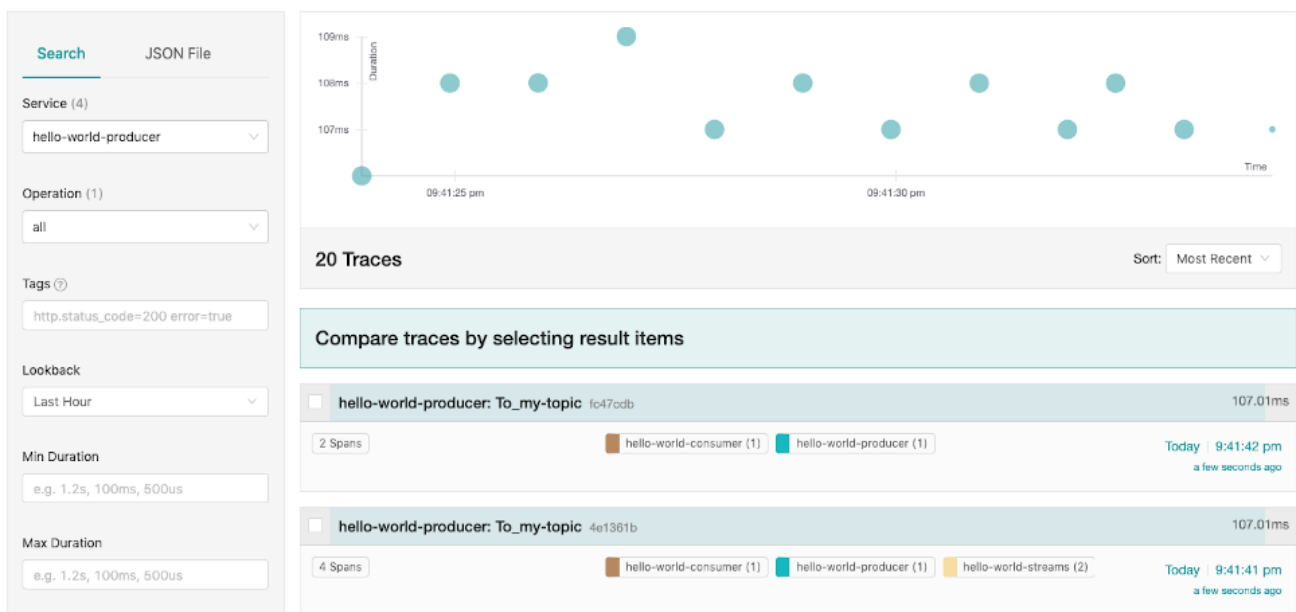 Search JSON File
Service (4)
hello-world-producer
Operation (1)
all
Tags ?
http.status_code=200 error=true
Lookback
Last Hour
Min Duration
e.g. 1.2s, 100ms, 500us
Max Duration
e.g. 1.2s, 100ms, 500us
109ms
108ms
107ms
Duration
Time
09:41:25 pm 09:41:30 pm
20 Traces Sort: Most Recent
Compare traces by selecting result items
hello-world-producer: To_my-topic fc47cdb 107.01ms
2 Spans hello-world-consumer (1) hello-world-producer (1) Today 9:41:42 pm
a few seconds ago
hello-world-producer: To_my-topic 4e1361b 107.01ms
4 Spans hello-world-consumer (1) hello-world-producer (1) hello-world-streams (2) Today 9:41:41 pm
a few seconds ago